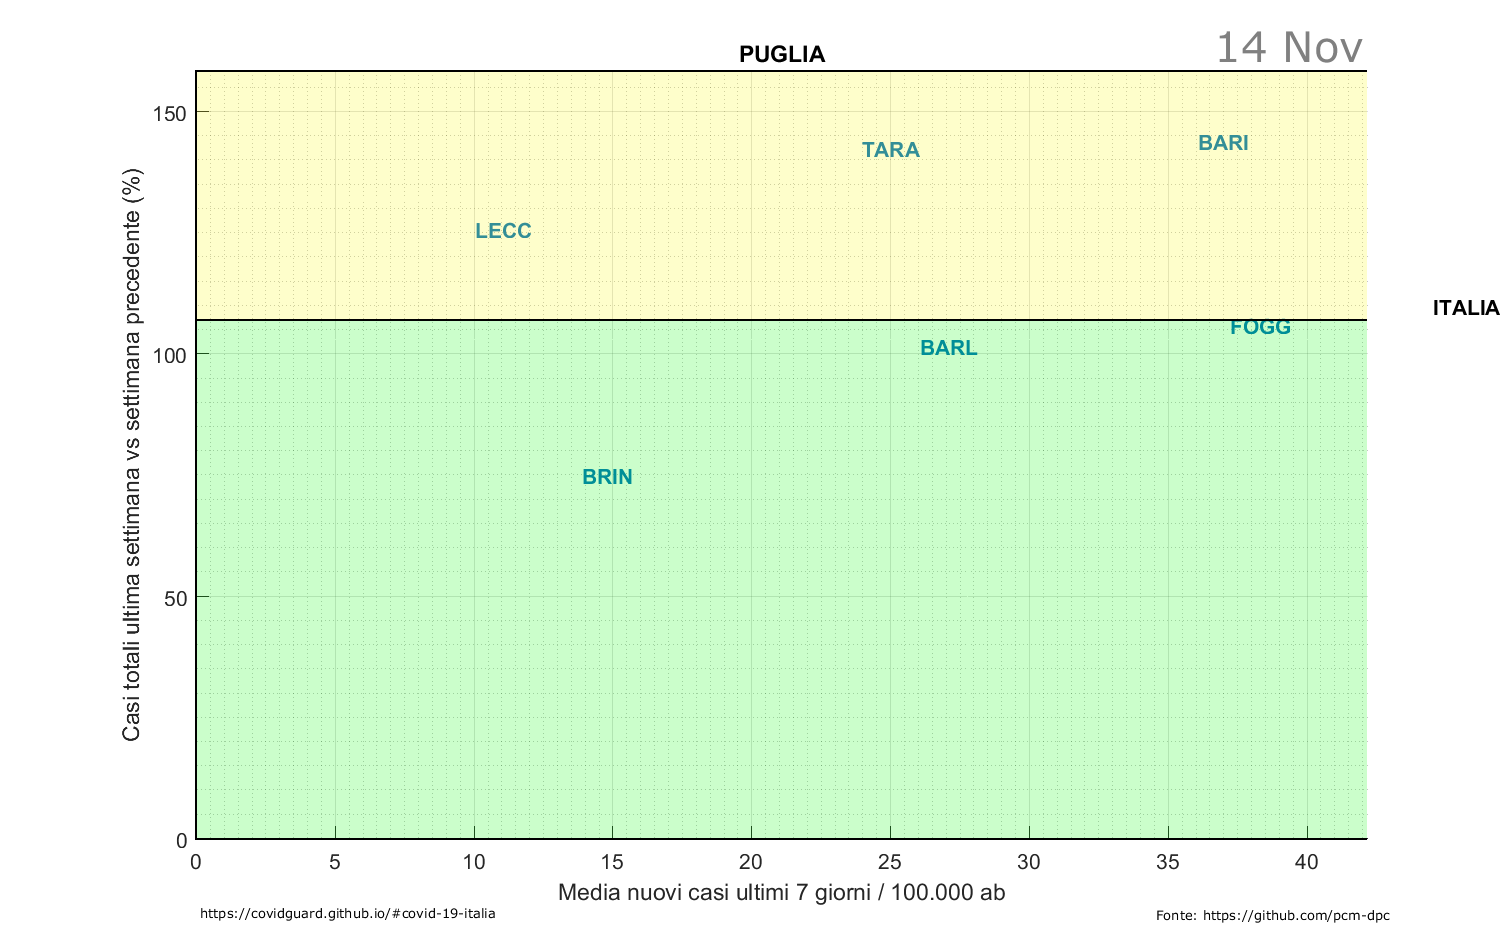 PUGLIA
14 Nov
Casi totali ultima settimana vs settimana precedente (%)
150
100
50
0
TARA
BARI
LECC
ITALIA
FOGG
BARL
BRIN
0 5 10 15 20 25 30 35 40
Media nuovi casi ultimi 7 giorni / 100.000 ab
https://covidguard.github.io/#covid-19-italia
Fonte: https://github.com/pcm-dpc